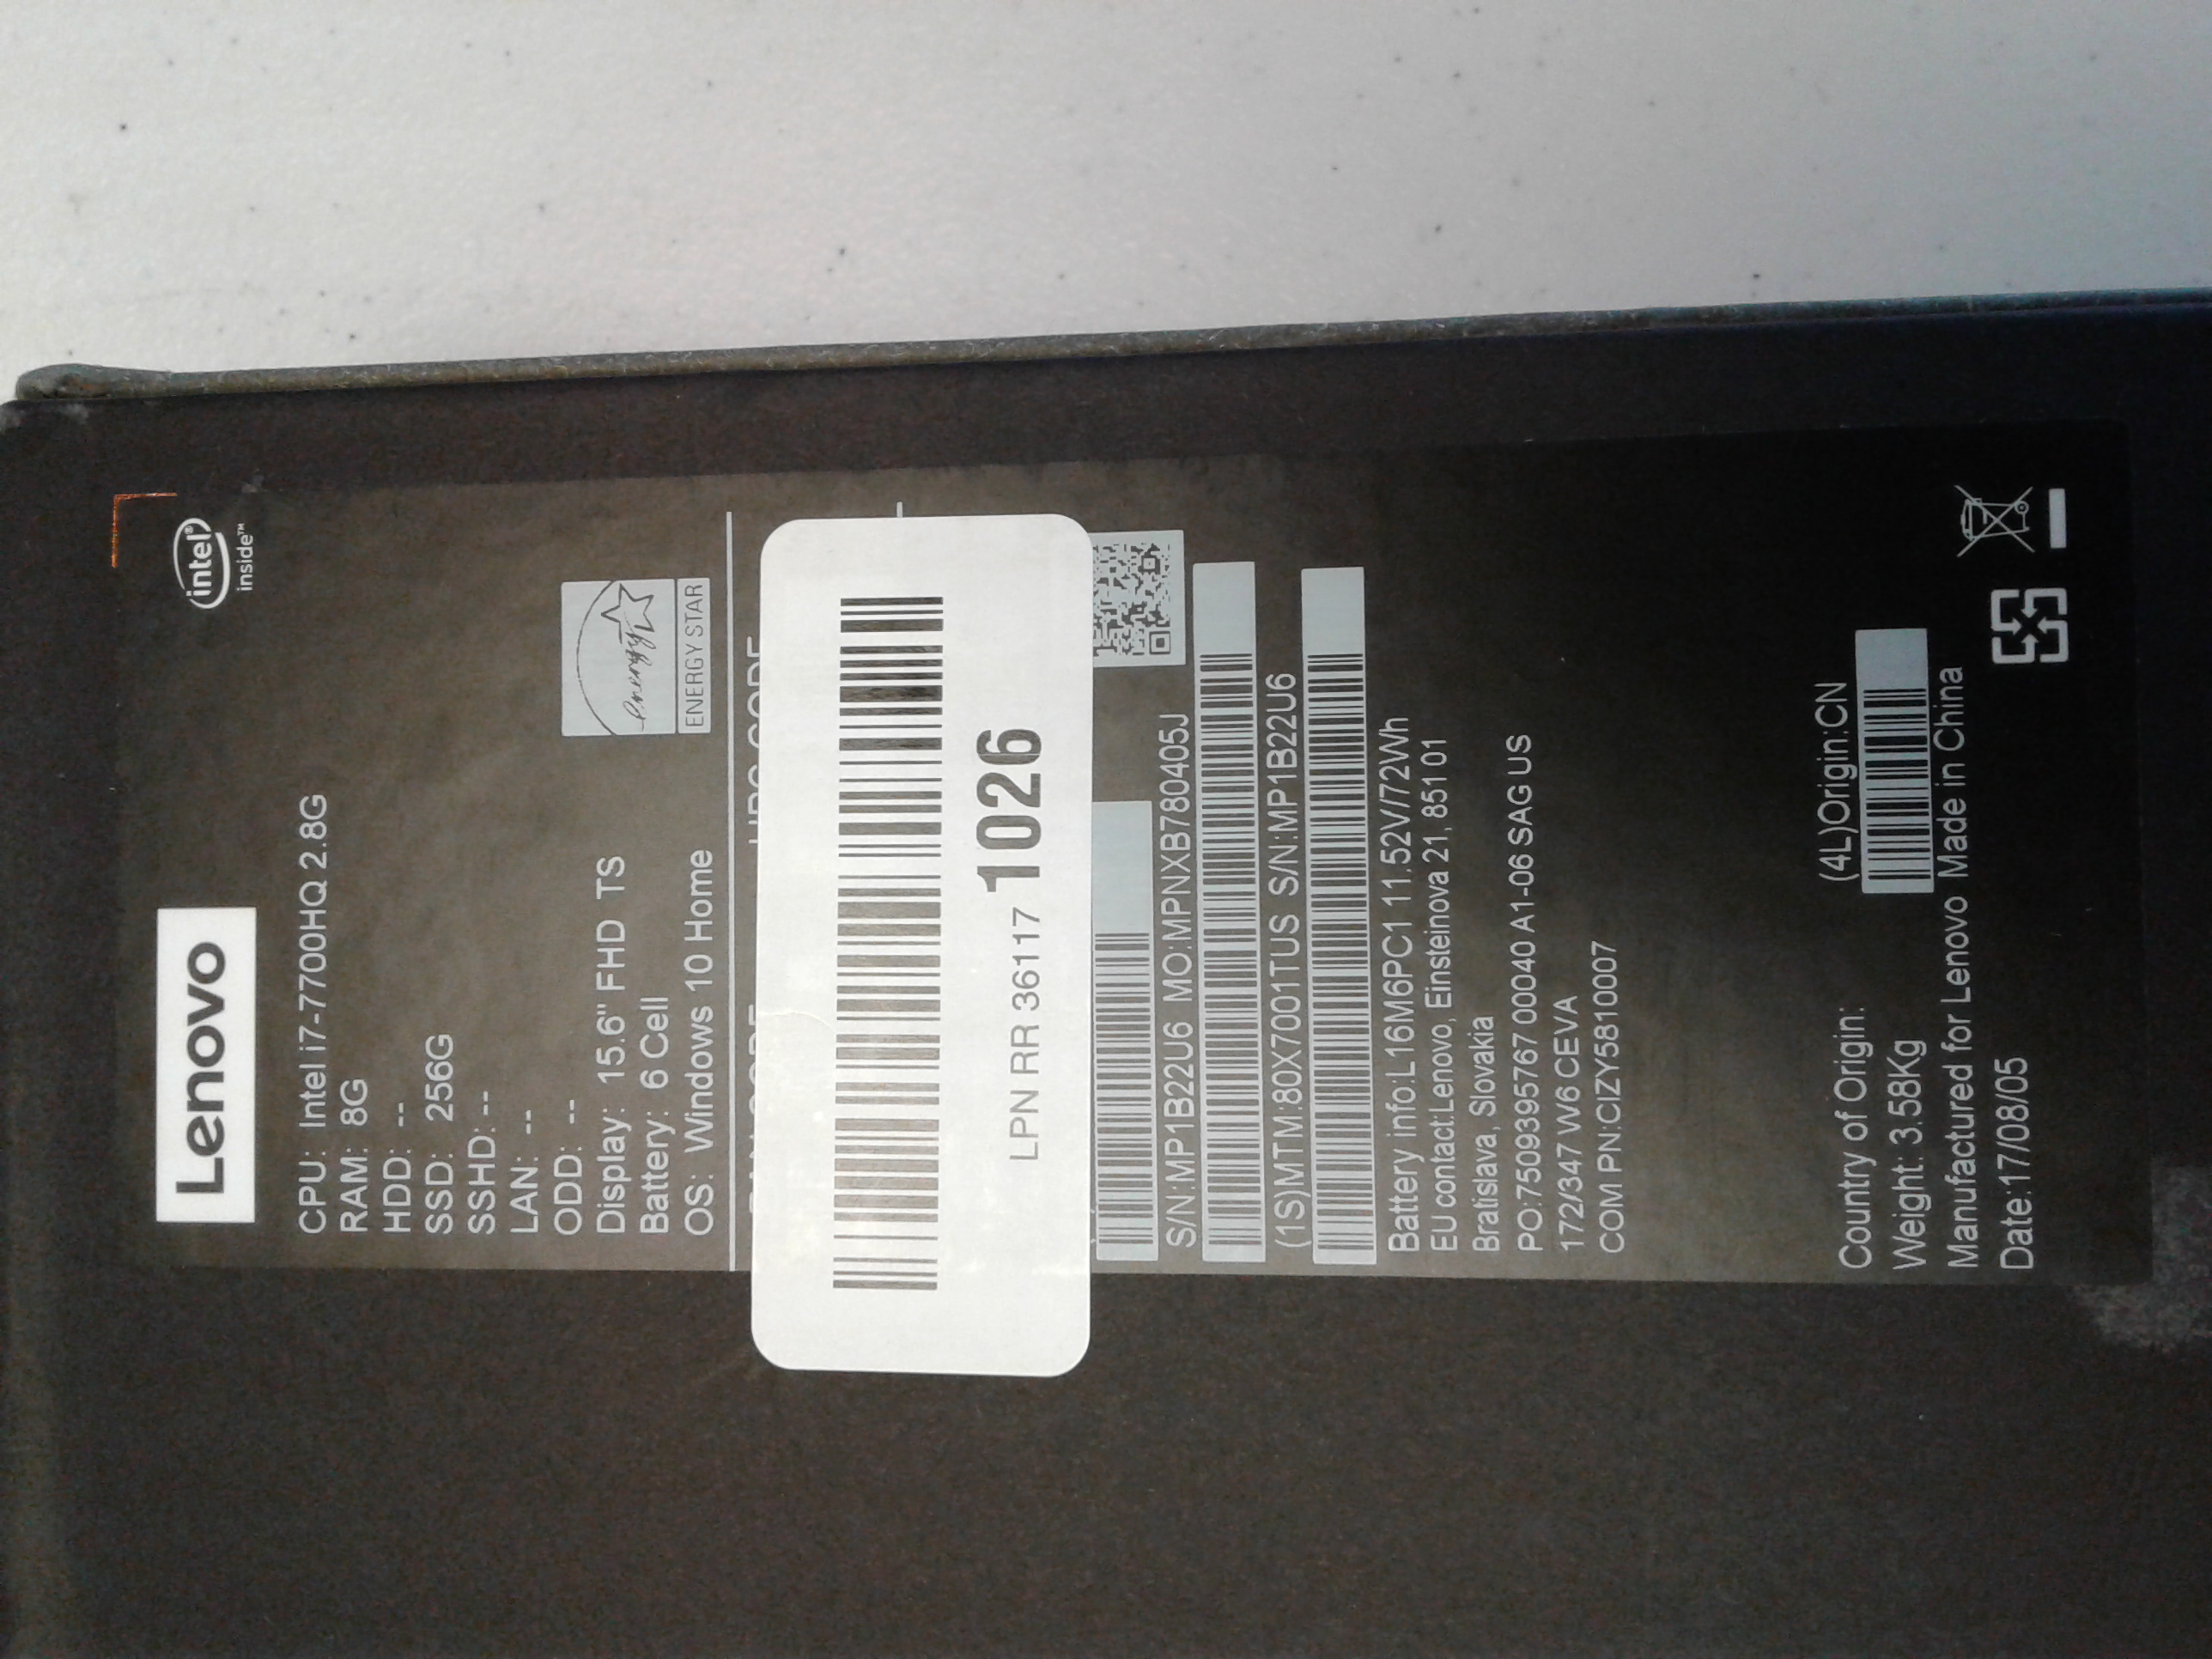 Lenovo
intel®
inside™
CPU: Intel i7-7700HQ 2.8G
RAM: 8G
HDD: --
SSD: 256G
SSHD: --
LAN: --
ODD: --
Display: 15.6" FHD TS
Battery: 6 Cell
OS: Windows 10 Home
energy
ENERGY STAR
LPN RR 36117 1026
S/N:MP1B22U6 MO:MPNXB780405J
(1S)MTM:80X7001TUS S/N:MP1B22U6
Battery info:L16M6PC1 11.52V/72Wh
EU contact:Lenovo, Einsteinova 21, 851 01
Bratislava, Slovakia
PO:7509395767 00040 A1-06 SAG US
172/347 W6 CEVA
COM PN:CIZY5810007
Country of Origin: (4L)Origin:CN
Weight: 3.58Kg
Manufactured for Lenovo Made in China
Date:17/08/05